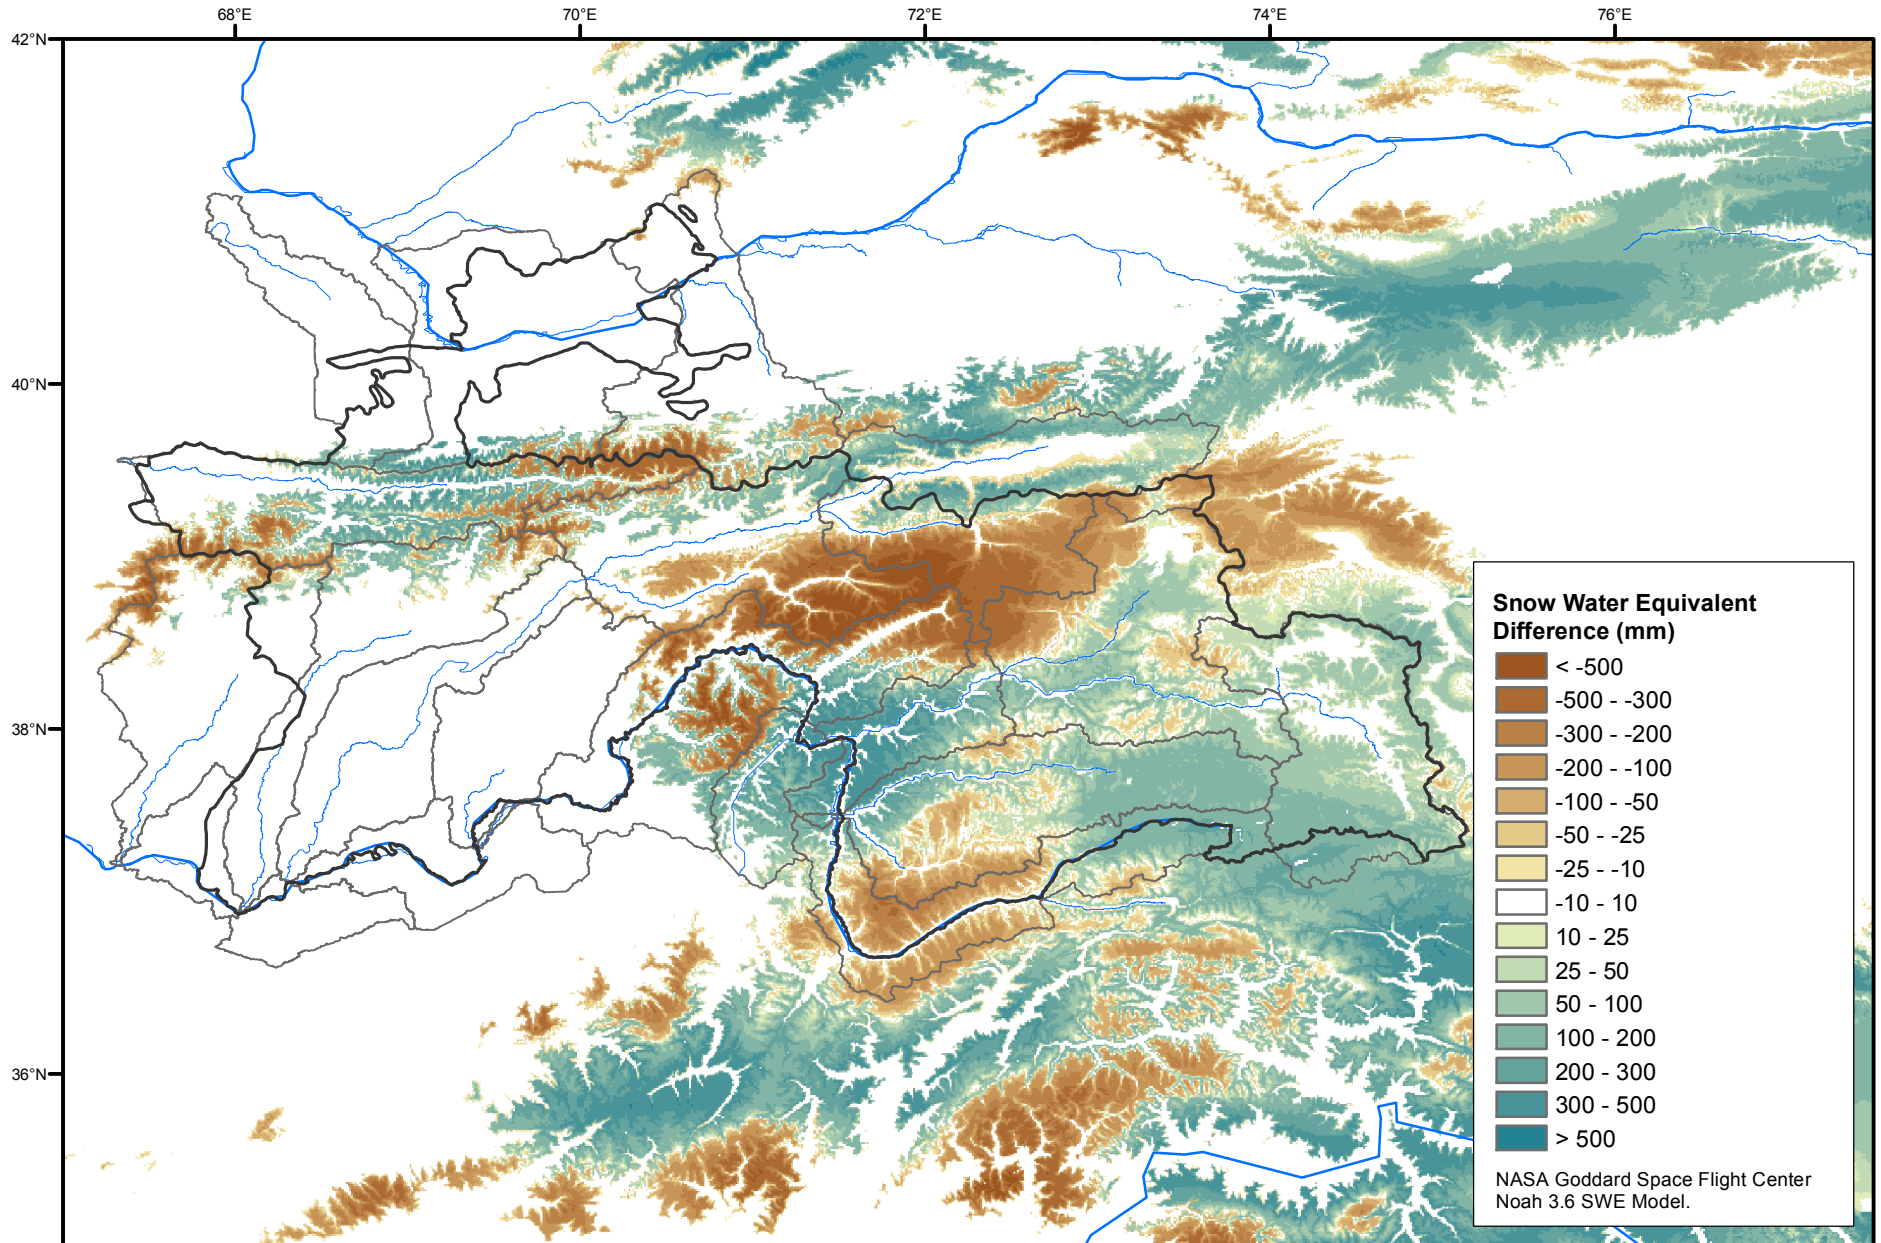 68°E 70°E 72°E 74°E 76°E
42°N
40°N
38°N
36°N
Snow Water Equivalent
Difference (mm)
< -500
-500 - -300
-300 - -200
-200 - -100
-100 - -50
-50 - -25
-25 - -10
-10 - 10
10 - 25
25 - 50
50 - 100
100 - 200
200 - 300
300 - 500
> 500
NASA Goddard Space Flight Center
Noah 3.6 SWE Model.